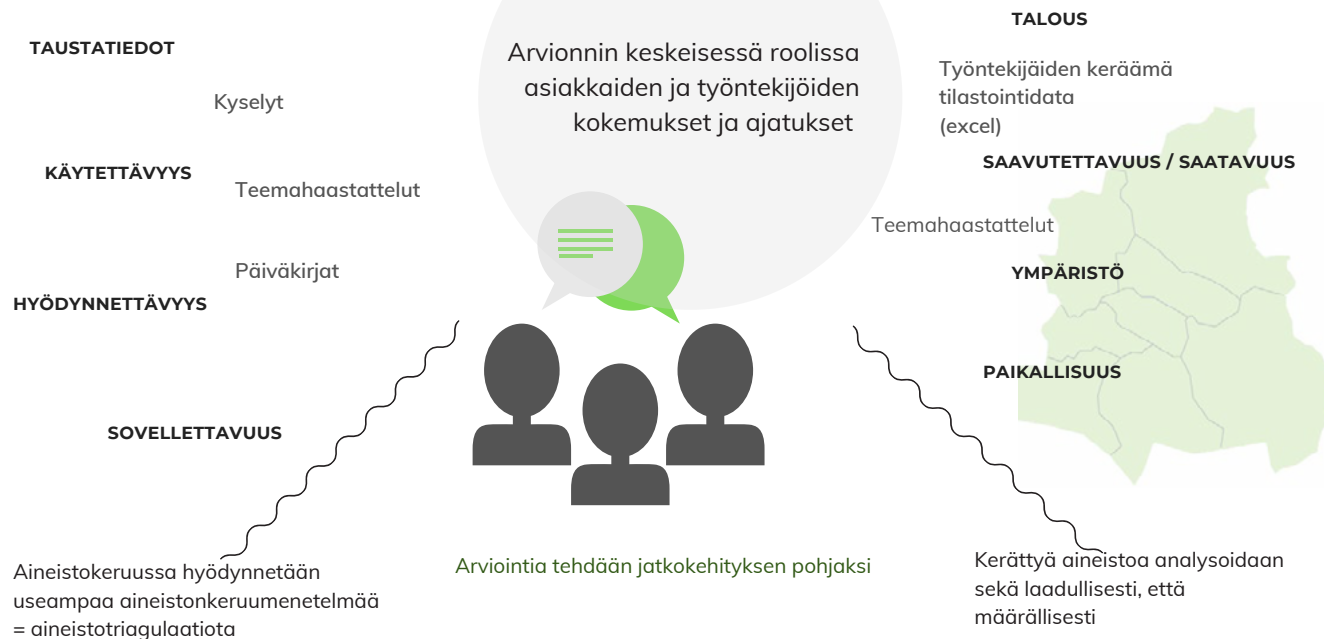 TAUSTATIEDOT
Kyselyt
KÄYTETTÄVYYS
Teemahaastattelut
Päiväkirjat
HYÖDYNNETTÄVYYS
SOVELLETTAVUUS
Aineistokeruussa hyödynnetään
useampaa aineistonkeruumenetelmää
= aineistotriagulaatiota
Arvionnin keskeisessä roolissa
asiakkaiden ja työntekijöiden
kokemukset ja ajatukset
Arviointia tehdään jatkokehityksen pohjaksi
TALOUS
Työntekijäiden keräämä
tilastointidata
(excel)
SAAVUTETTAVUUS / SAATAVUUS
Teemahaastattelut
YMPÄRISTÖ
PAIKALLISUUS
Kerättyä aineistoa analysoidaan
sekä laadullisesti, että
määrällisesti